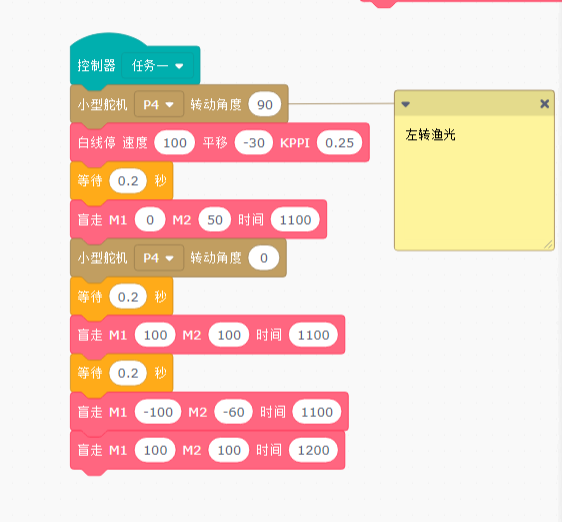 控制器 任务一
小型舵机 P4 转动角度 90
左转渔光
白线停 速度 100 平移 -30 KPPI 0.25
等待 0.2 秒
盲走 M1 0 M2 50 时间 1100
小型舵机 P4 转动角度 0
等待 0.2 秒
盲走 M1 100 M2 100 时间 1100
等待 0.2 秒
盲走 M1 -100 M2 -60 时间 1100
盲走 M1 100 M2 100 时间 1200